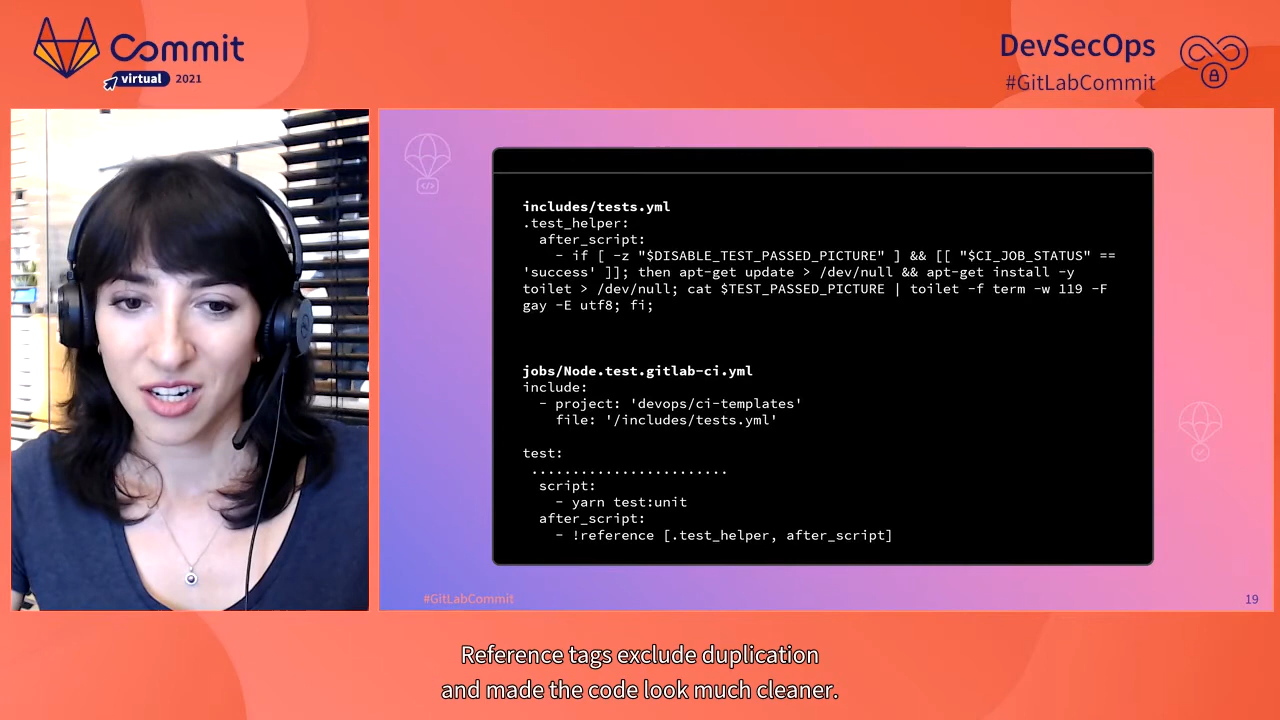 Commit
virtual 2021
DevSecOps
#GitLabCommit
includes/tests.yml
.test_helper:
after_script:
- if [ -z "$DISABLE_TEST_PASSED_PICTURE" ] && [[ "$CI_JOB_STATUS" ==
'success' ]]; then apt-get update > /dev/null && apt-get install -y
toilet > /dev/null; cat $TEST_PASSED_PICTURE | toilet -f term -w 119 -F
gay -E utf8; fi;
jobs/Node.test.gitlab-ci.yml
include:
- project: 'devops/ci-templates'
file: '/includes/tests.yml'
test:
........................
script:
- yarn test:unit
after_script:
- !reference [.test_helper, after_script]
#GitLabCommit
19
Reference tags exclude duplication
and made the code look much cleaner.